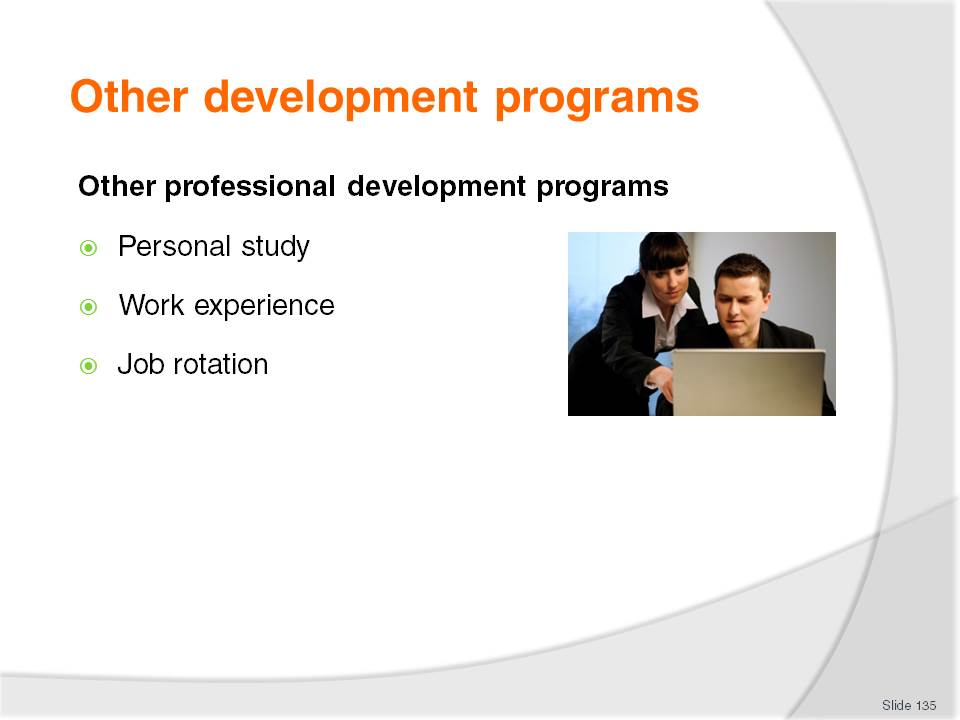 Other development programs
Other professional development programs
Personal study
Work experience
Job rotation
Slide 135